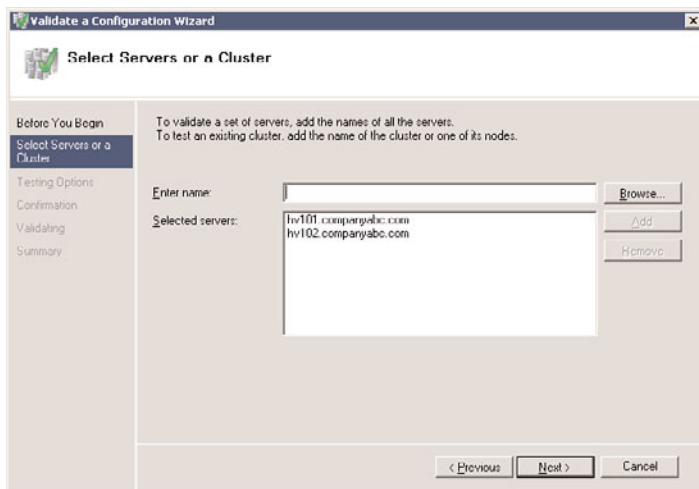 Validate a Configuration Wizard
Select Servers or a Cluster
Before You Begin
Select Servers or a
Cluster
Testing Options
Confirmation
Validating
Summary
To validate a set of servers, add the names of all the servers.
To test an existing cluster, add the name of the cluster or one of its nodes.
Enter name:
Browse...
Selected servers:
hv101.companyabc.com
hv102.companyabc.com
Add
Remove
< Previous
Next >
Cancel